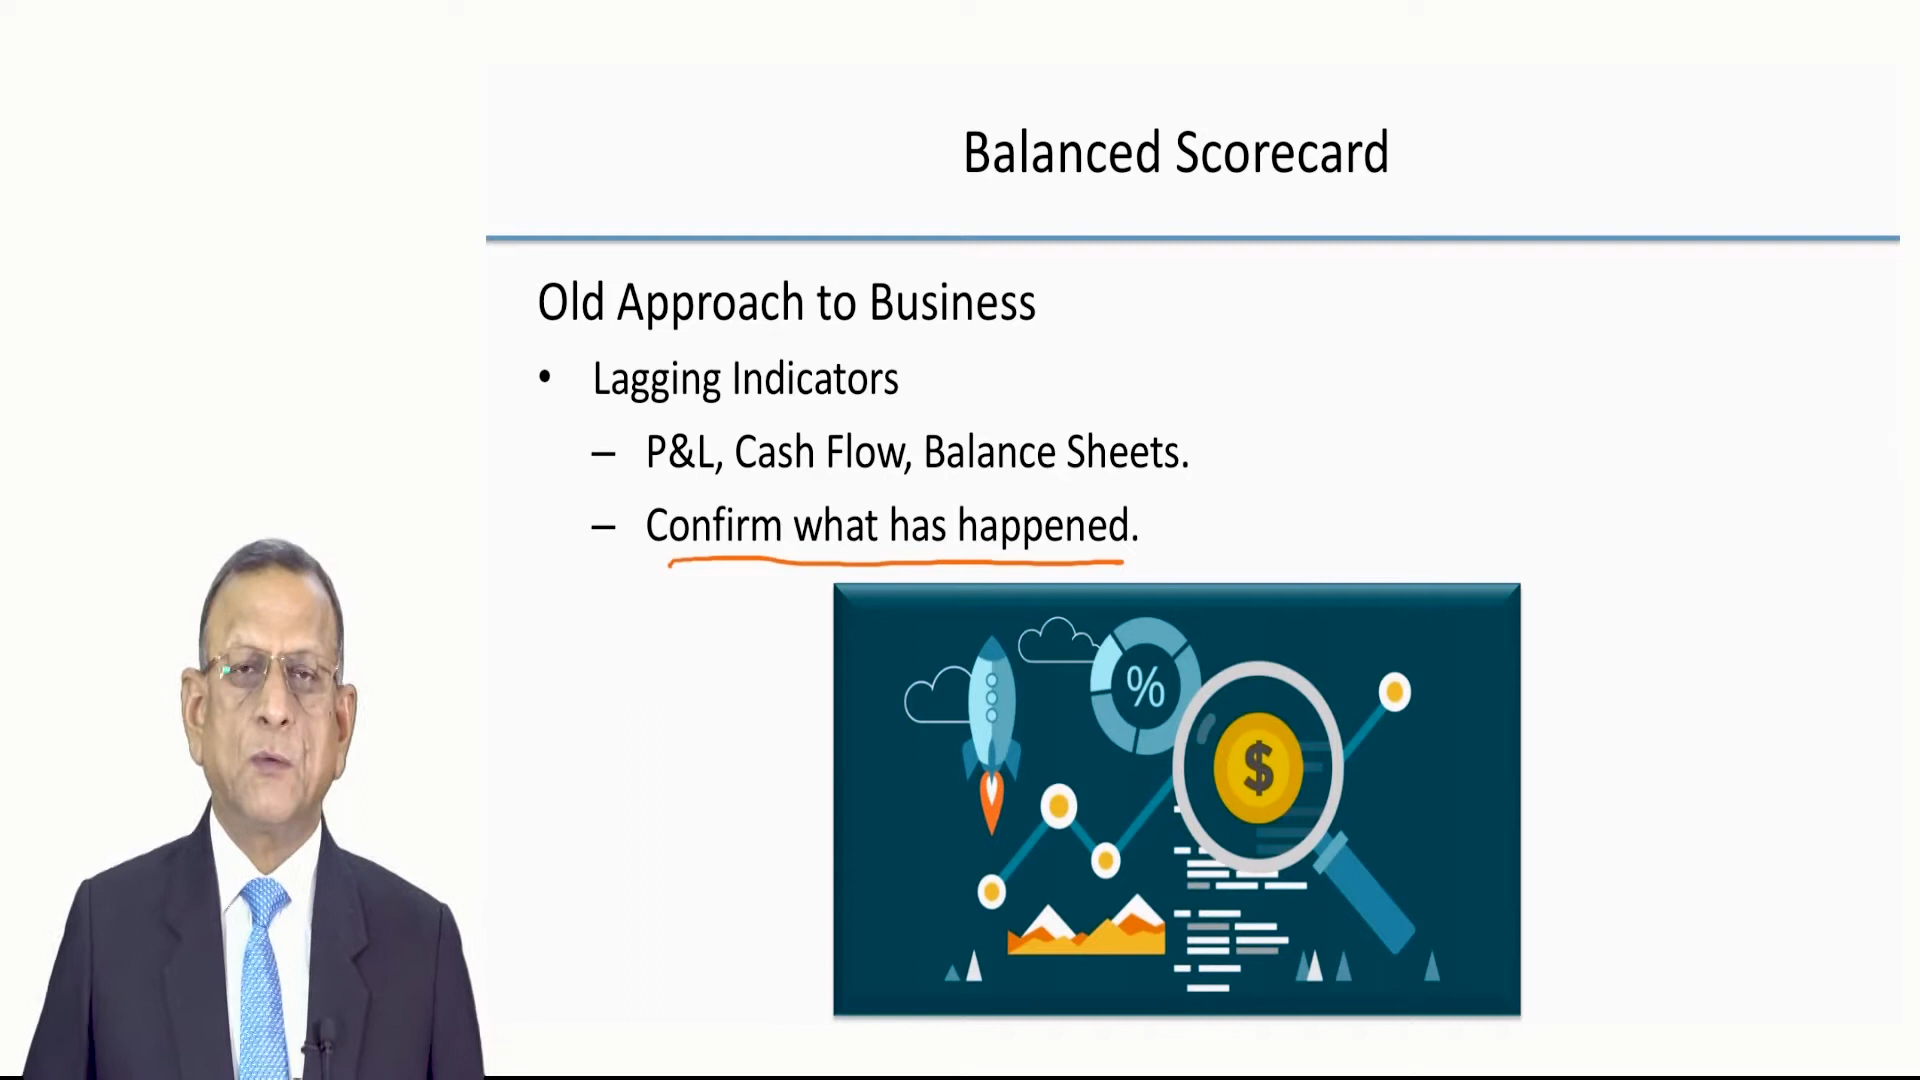 Balanced Scorecard
Old Approach to Business
• Lagging Indicators
– P&L, Cash Flow, Balance Sheets.
– Confirm what has happened.
%
$